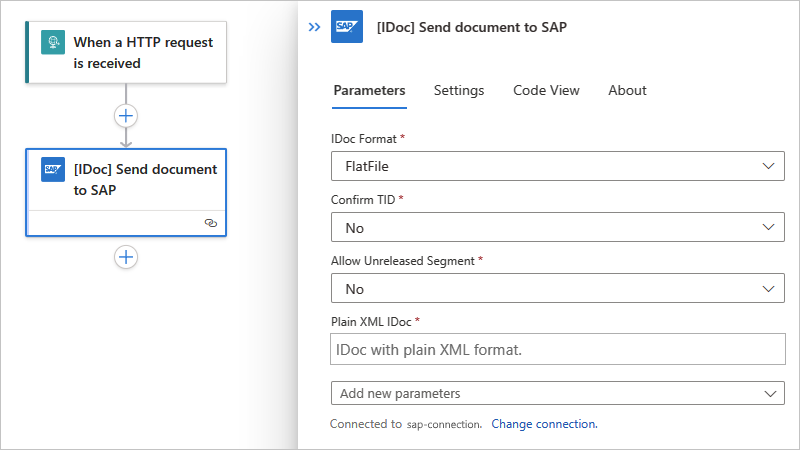 When a HTTP request
is received
SAP
[IDoc] Send document
to SAP
SAP
[IDoc] Send document to SAP
Parameters
Settings
Code View
About
IDoc Format *
FlatFile
Confirm TID *
No
Allow Unreleased Segment *
No
Plain XML IDoc *
IDoc with plain XML format.
Add new parameters
Connected to sap-connection. Change connection.